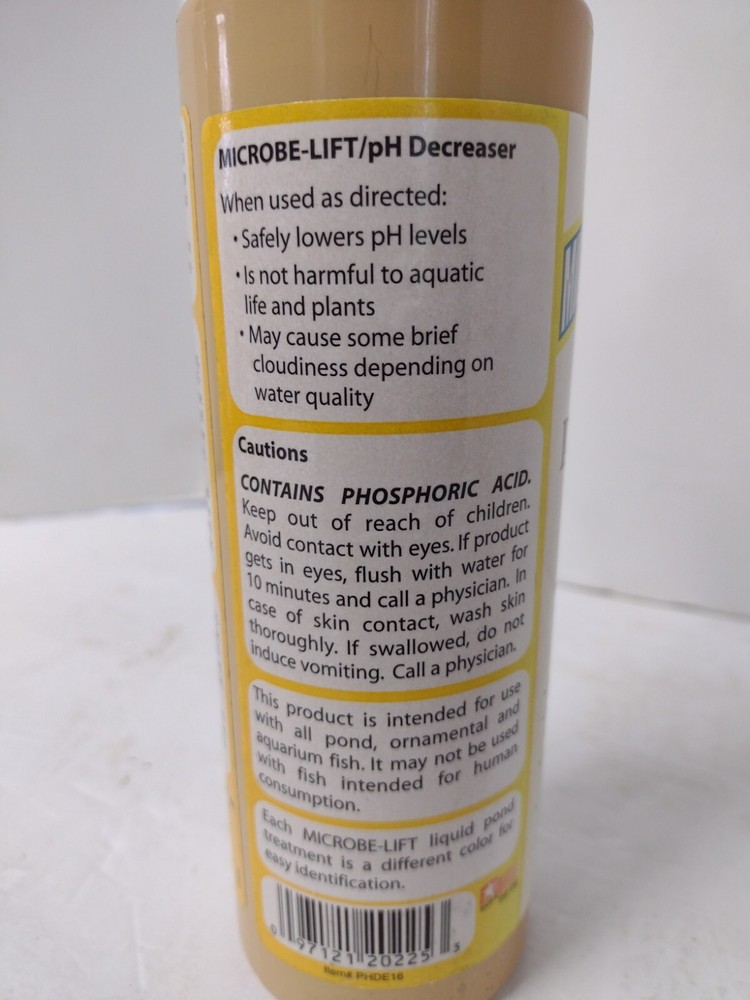 MICROBE-LIFT/pH Decreaser
When used as directed:
• Safely lowers pH levels
• Is not harmful to aquatic
life and plants
• May cause some brief
cloudiness depending on
water quality
Cautions
CONTAINS PHOSPHORIC ACID.
Keep out of reach of children.
Avoid contact with eyes. If product
gets in eyes, flush with water for
10 minutes and call a physician. In
case of skin contact, wash skin
thoroughly. If swallowed, do not
induce vomiting. Call a physician.
This product is intended for use
with all pond, ornamental and
aquarium fish. It may not be used
with fish intended for human
consumption.
Each MICROBE-LIFT liquid pond
treatment is a different color for
easy identification.
0 97121 20225 3
Item# PHDE16